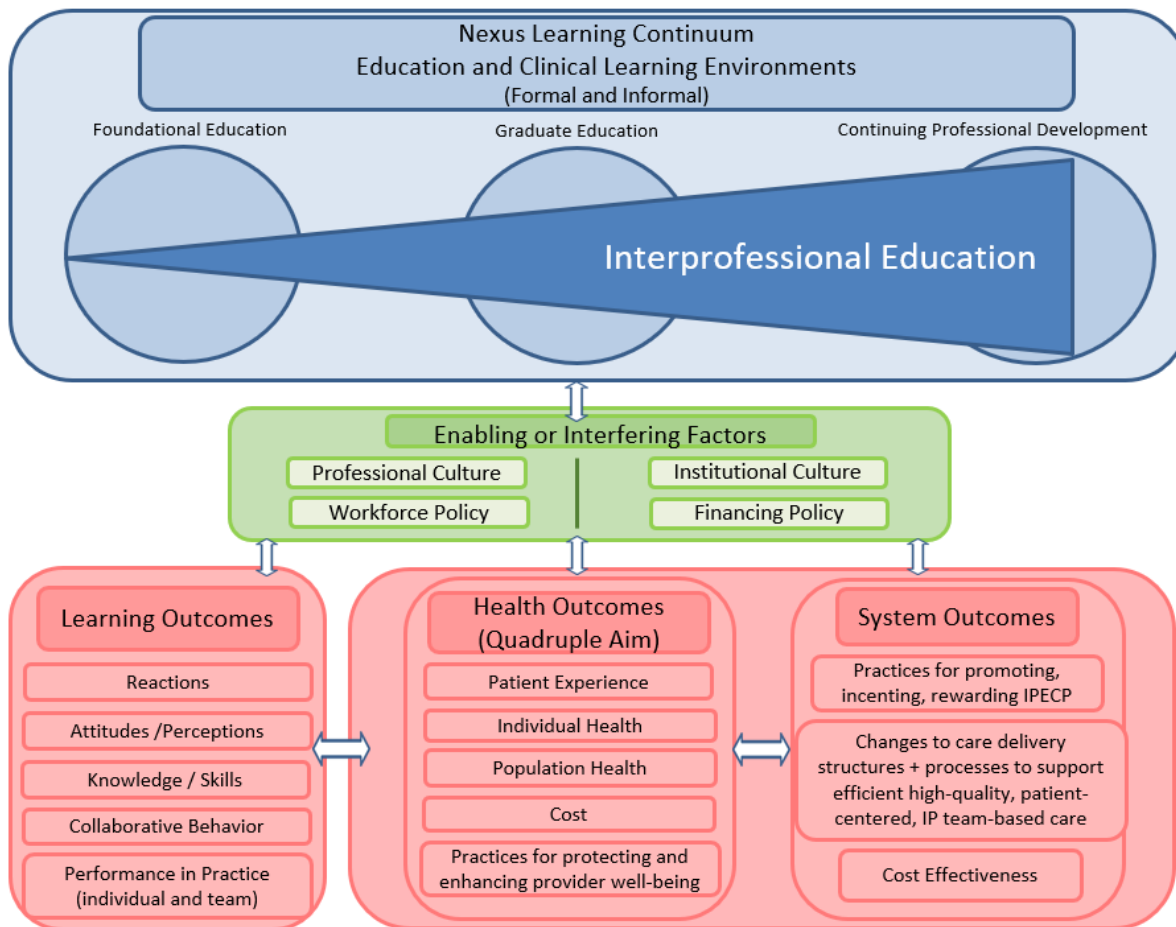 Nexus Learning Continuum
Education and Clinical Learning Environments
(Formal and Informal)
Foundational Education
Graduate Education
Continuing Professional Development
Interprofessional Education
Enabling or Interfering Factors
Professional Culture
Institutional Culture
Workforce Policy
Financing Policy
Learning Outcomes
Reactions
Attitudes /Perceptions
Knowledge / Skills
Collaborative Behavior
Performance in Practice
(individual and team)
Health Outcomes
(Quadruple Aim)
Patient Experience
Individual Health
Population Health
Cost
Practices for protecting and
enhancing provider well-being
System Outcomes
Practices for promoting,
incenting, rewarding IPECP
Changes to care delivery
structures + processes to support
efficient high-quality, patient-
centered, IP team-based care
Cost Effectiveness